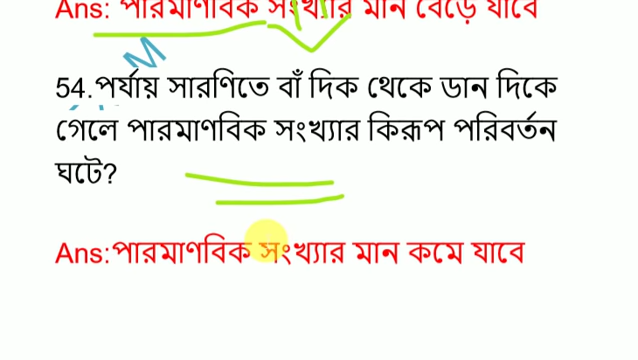 Ans: পারমাণবিক সংখ্যার মান বেড়ে যাবে
54.পর্যায় সারণিতে বাঁ দিক থেকে ডান দিকে
গেলে পারমাণবিক সংখ্যার কিরূপ পরিবর্তন
ঘটে?
Ans:পারমাণবিক সংখ্যার মান কমে যাবে